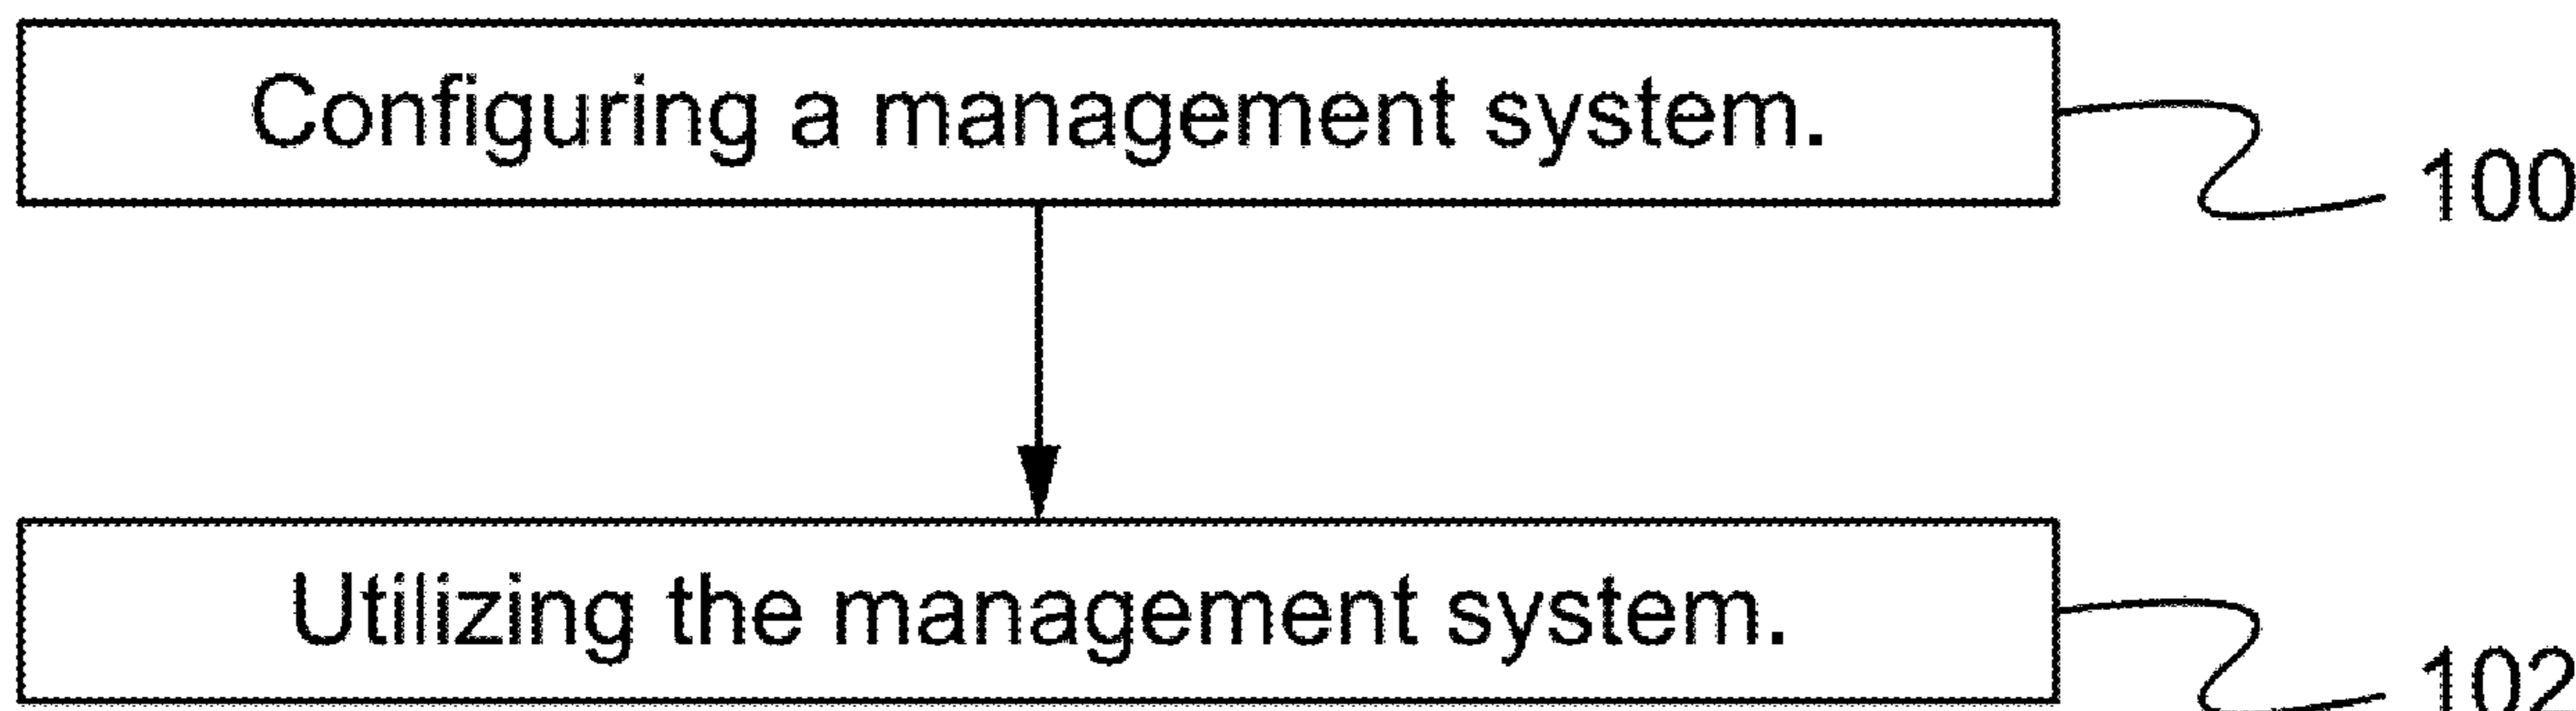 Configuring a management system.
100
Utilizing the management system.
102